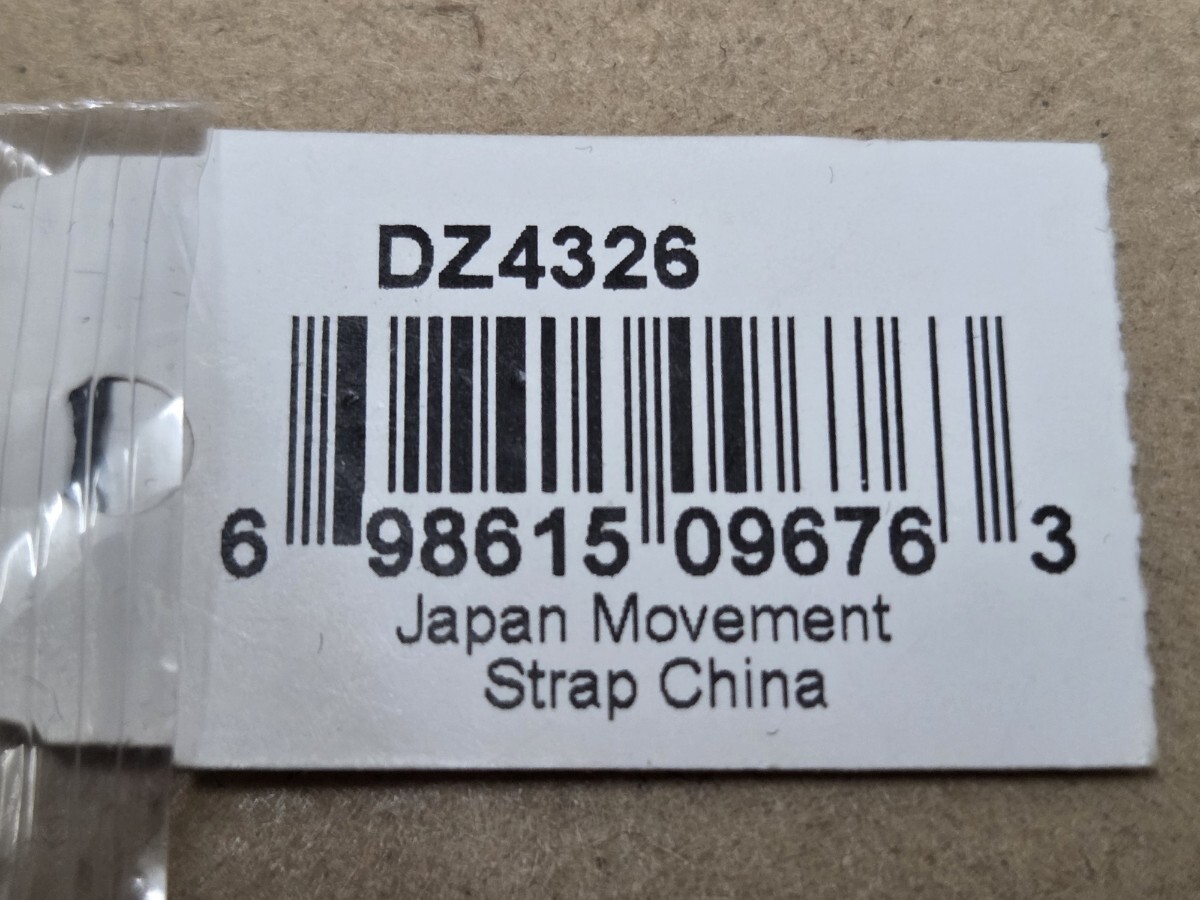 DZ4326
6 98615 09676 3
Japan Movement
Strap China